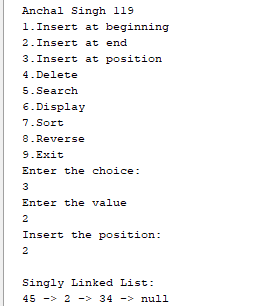 Anchal Singh 119
1.Insert at beginning
2.Insert at end
3.Insert at position
4.Delete
5.Search
6.Display
7.Sort
8.Reverse
9.Exit
Enter the choice:
3
Enter the value
2
Insert the position:
2
Singly Linked List:
45 -> 2 -> 34 -> null